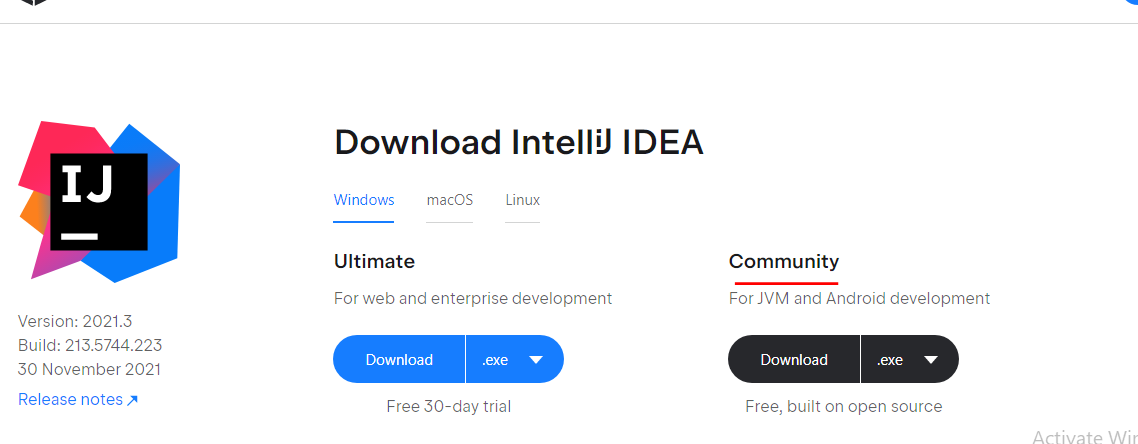 IJ
Download IntelliJ IDEA
Windows macOS Linux
Ultimate
For web and enterprise development
Download .exe
Free 30-day trial
Community
For JVM and Android development
Download .exe
Free, built on open source
Version: 2021.3
Build: 213.5744.223
30 November 2021
Release notes ↗
Activate Win